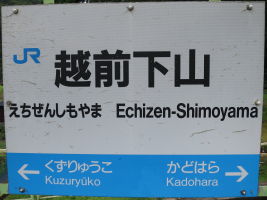 JR 越前下山
えちぜんしもやま Echizen-Shimoyama
← くずりゅうこ かどはら →
Kuzuryūko Kadohara